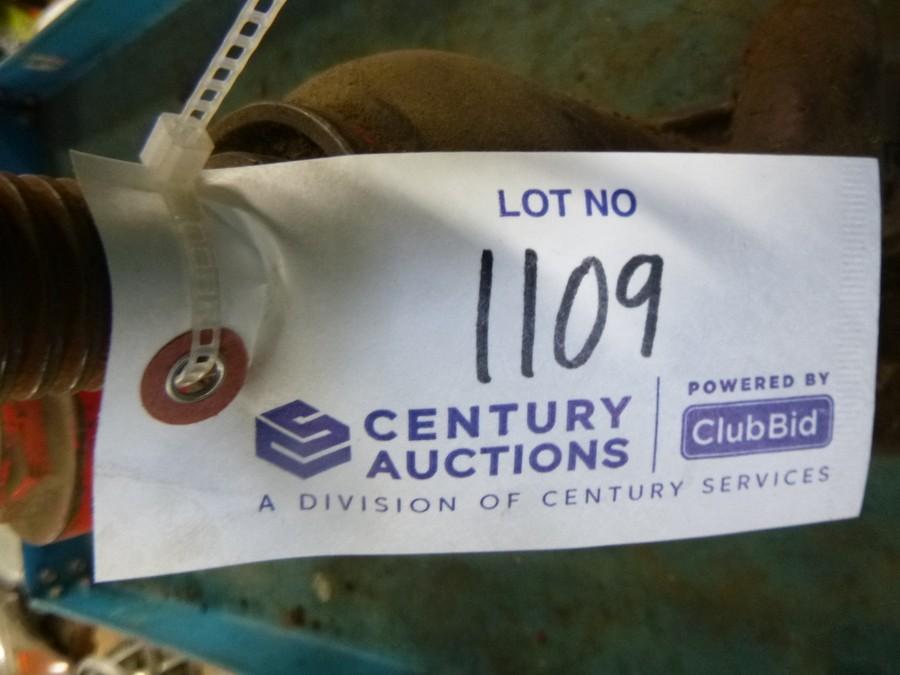 LOT NO
1109
CENTURY
AUCTIONS
A DIVISION OF CENTURY SERVICES
POWERED BY
ClubBid